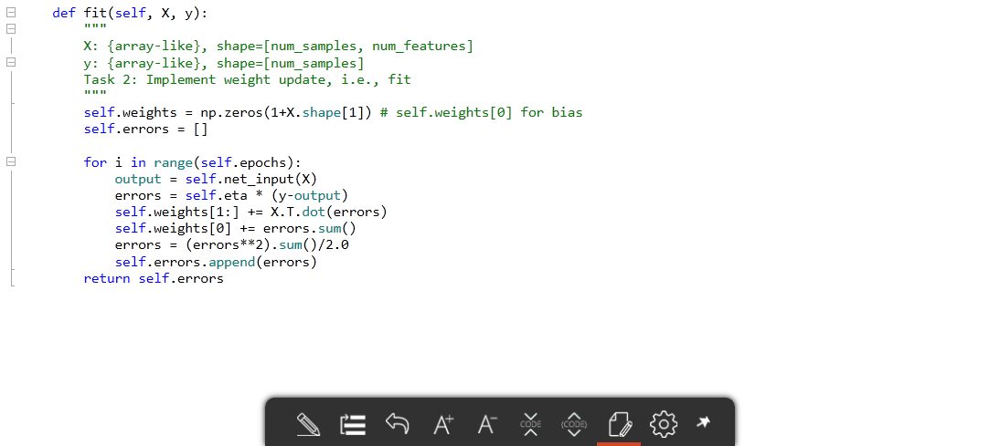 def fit(self, X, y):
"""
X: {array-like}, shape=[num_samples, num_features]
y: {array-like}, shape=[num_samples]
Task 2: Implement weight update, i.e., fit
"""
self.weights = np.zeros(1+X.shape[1]) # self.weights[0] for bias
self.errors = []
for i in range(self.epochs):
output = self.net_input(X)
errors = self.eta * (y-output)
self.weights[1:] += X.T.dot(errors)
self.weights[0] += errors.sum()
errors = (errors**2).sum()/2.0
self.errors.append(errors)
return self.errors
A+ A- CODE (CODE)